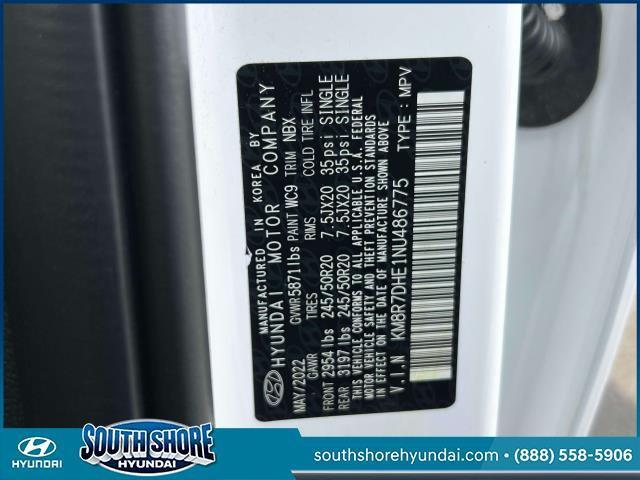 MANUFACTURED IN KOREA BY
HYUNDAI MOTOR COMPANY
MAY/2022 GVWR 5871lbs PAINT WC9 TRIM NBX
GAWR TIRES RIMS COLD TIRE INFL
FRONT 2954 lbs 245/50R20 7.5JX20 35psi SINGLE
REAR 3197 lbs 245/50R20 7.5JX20 35psi SINGLE
THIS VEHICLE CONFORMS TO ALL APPLICABLE U.S.A. FEDERAL
MOTOR VEHICLE SAFETY AND THEFT PREVENTION STANDARDS
IN EFFECT ON THE DATE OF MANUFACTURE SHOWN ABOVE
V.I.N KM8R7DHE1NU486775 TYPE : MPV
HYUNDAI
SOUTH SHORE
HYUNDAI
southshorehyundai.com • (888) 558-5906